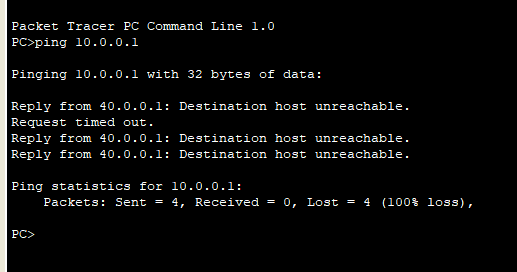 Packet Tracer PC Command Line 1.0
PC>ping 10.0.0.1
Pinging 10.0.0.1 with 32 bytes of data:
Reply from 40.0.0.1: Destination host unreachable.
Request timed out.
Reply from 40.0.0.1: Destination host unreachable.
Reply from 40.0.0.1: Destination host unreachable.
Ping statistics for 10.0.0.1:
    Packets: Sent = 4, Received = 0, Lost = 4 (100% loss),
PC>